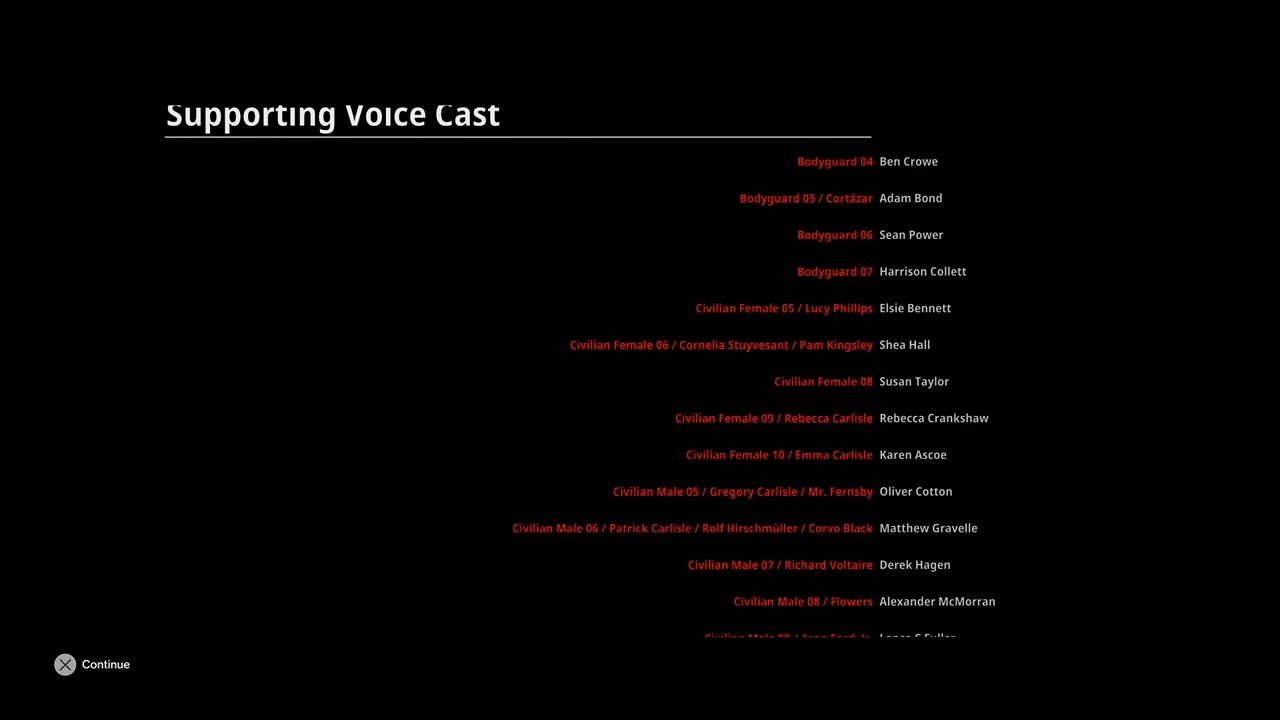 Supporting Voice Cast
Bodyguard 04 Ben Crowe
Bodyguard 05 / Cortázar Adam Bond
Bodyguard 06 Sean Power
Bodyguard 07 Harrison Collett
Civilian Female 05 / Lucy Phillips Elsie Bennett
Civilian Female 06 / Cornelia Stuyvesant / Pam Kingsley Shea Hall
Civilian Female 08 Susan Taylor
Civilian Female 09 / Rebecca Carlisle Rebecca Crankshaw
Civilian Female 10 / Emma Carlisle Karen Ascoe
Civilian Male 05 / Gregory Carlisle / Mr. Fernsby Oliver Cotton
Civilian Male 06 / Patrick Carlisle / Rolf Hirschmüller / Corvo Black Matthew Gravelle
Civilian Male 07 / Richard Voltaire Derek Hagen
Civilian Male 08 / Flowers Alexander McMorran
Civilian Male
Continue